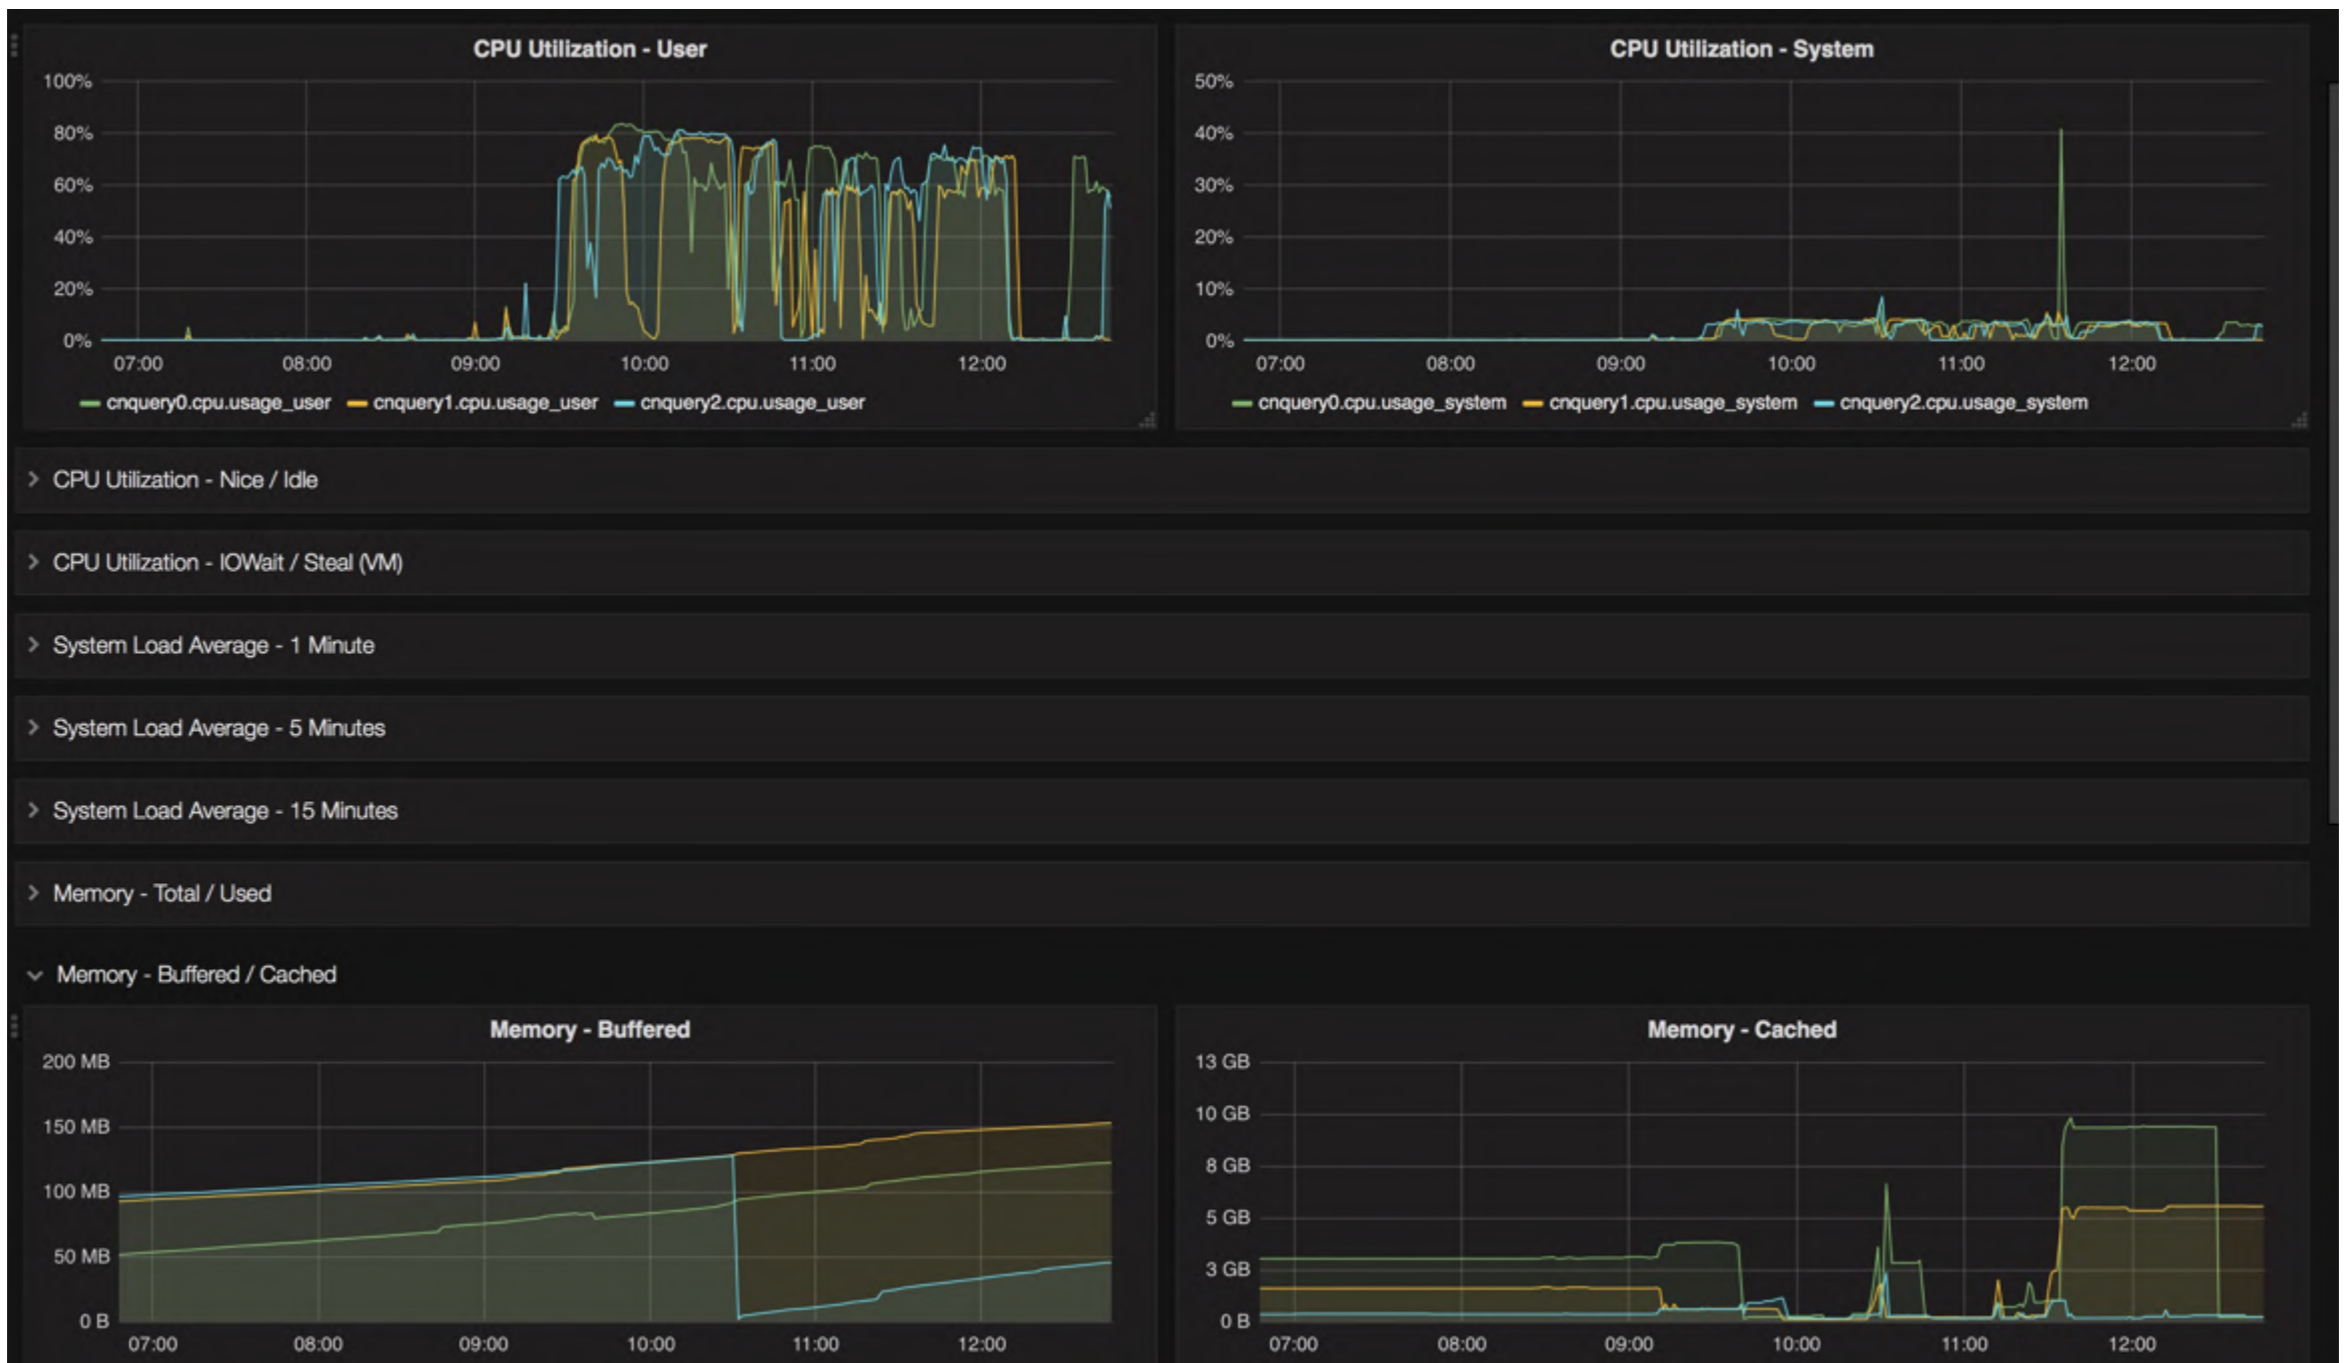 CPU Utilization - User
100%
80%
60%
40%
20%
0%
07:00 08:00 09:00 10:00 11:00 12:00
cnquery0.cpu.usage_user cnquery1.cpu.usage_user cnquery2.cpu.usage_user
CPU Utilization - System
50%
40%
30%
20%
10%
0%
07:00 08:00 09:00 10:00 11:00 12:00
cnquery0.cpu.usage_system cnquery1.cpu.usage_system cnquery2.cpu.usage_system
CPU Utilization - Nice / Idle
CPU Utilization - IOWait / Steal (VM)
System Load Average - 1 Minute
System Load Average - 5 Minutes
System Load Average - 15 Minutes
Memory - Total / Used
Memory - Buffered / Cached
Memory - Buffered
200 MB
150 MB
100 MB
50 MB
0 B
07:00 08:00 09:00 10:00 11:00 12:00
Memory - Cached
13 GB
10 GB
8 GB
5 GB
3 GB
0 B
07:00 08:00 09:00 10:00 11:00 12:00